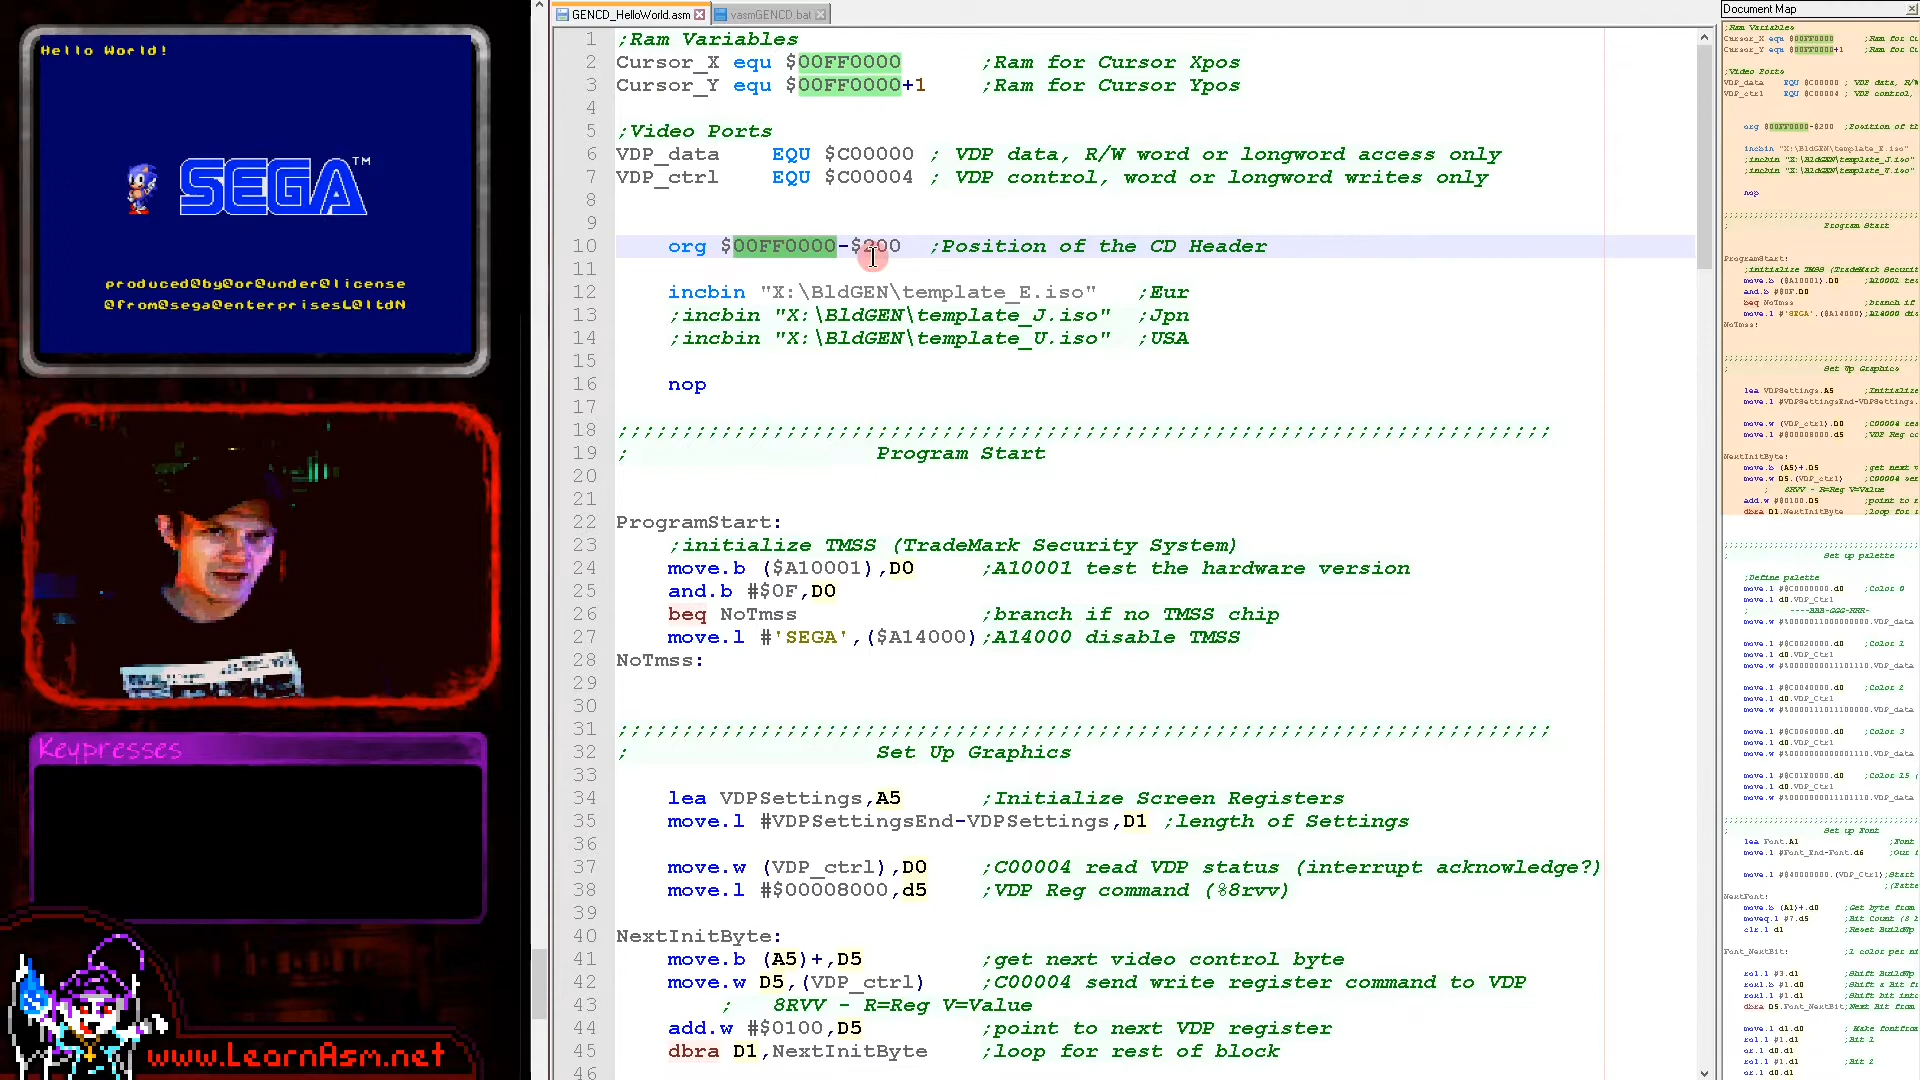 Hello World!
SEGA
TM
produced@by@or@under@license
@from@sega@enterprisesL@ltdN
Keypresses
www.LearnAsm.net
GENCD_HelloWorld.asm
vasmGENCD.bat
1 ;Ram Variables
2 Cursor_X equ $00FF0000 ;Ram for Cursor Xpos
3 Cursor_Y equ $00FF0000+1 ;Ram for Cursor Ypos
4
5 ;Video Ports
6 VDP_data EQU $C00000 ; VDP data, R/W word or longword access only
7 VDP_ctrl EQU $C00004 ; VDP control, word or longword writes only
8
9
10 org $00FF0000-$200 ;Position of the CD Header
11
12 incbin "X:\BldGEN\template_E.iso" ;Eur
13 ;incbin "X:\BldGEN\template_J.iso" ;Jpn
14 ;incbin "X:\BldGEN\template_U.iso" ;USA
15
16 nop
17
18 ;;;;;;;;;;;;;;;;;;;;;;;;;;;;;;;;;;;;;;;;;;;;;;;;;;;;;;;;;;;;;;;;;;;;;;;;
19 ; Program Start
20
21
22 ProgramStart:
23 ;initialize TMSS (TradeMark Security System)
24 move.b ($A10001),D0 ;A10001 test the hardware version
25 and.b #$0F,D0
26 beq NoTmss ;branch if no TMSS chip
27 move.l #'SEGA',($A14000);A14000 disable TMSS
28 NoTmss:
29
30
31 ;;;;;;;;;;;;;;;;;;;;;;;;;;;;;;;;;;;;;;;;;;;;;;;;;;;;;;;;;;;;;;;;;;;;;;;;
32 ; Set Up Graphics
33
34 lea VDPSettings,A5 ;Initialize Screen Registers
35 move.l #VDPSettingsEnd-VDPSettings,D1 ;length of Settings
36
37 move.w (VDP_ctrl),D0 ;C00004 read VDP status (interrupt acknowledge?)
38 move.l #$00008000,d5 ;VDP Reg command (%8rvv)
39
40 NextInitByte:
41 move.b (A5)+,D5 ;get next video control byte
42 move.w D5,(VDP_ctrl) ;C00004 send write register command to VDP
43 ; 8RVV - R=Reg V=Value
44 add.w #$0100,D5 ;point to next VDP register
45 dbra D1,NextInitByte ;loop for rest of block
46
Document Map